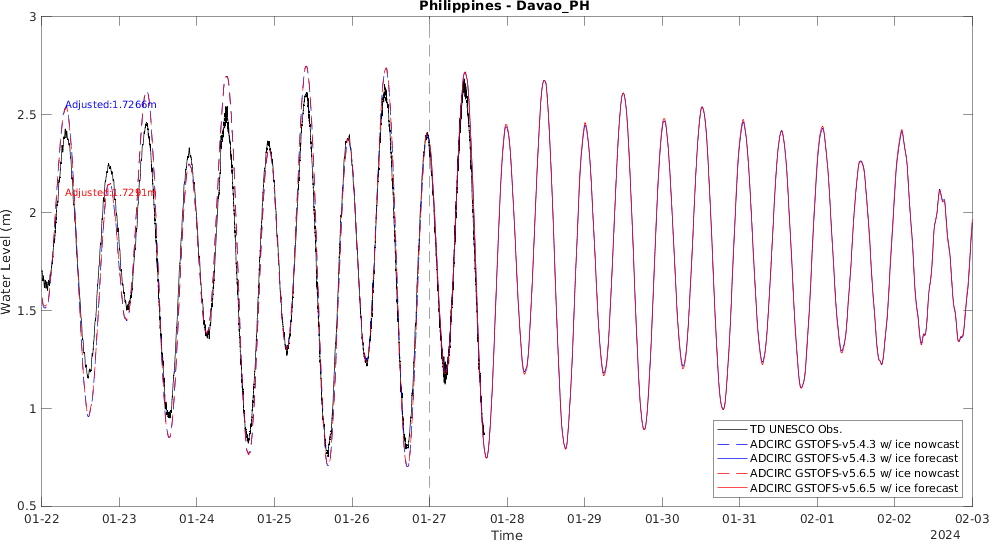 Philippines - Davao_PH
3
2.5
2
1.5
1
0.5
Water Level (m)
Adjusted:1.7266m
Adjusted:1.7291m
TD UNESCO Obs.
ADCIRC GSTOFS-v5.4.3 w/ ice nowcast
ADCIRC GSTOFS-v5.4.3 w/ ice forecast
ADCIRC GSTOFS-v5.6.5 w/ ice nowcast
ADCIRC GSTOFS-v5.6.5 w/ ice forecast
01-22 01-23 01-24 01-25 01-26 01-27 01-28 01-29 01-30 01-31 02-01 02-02 02-03
Time
2024